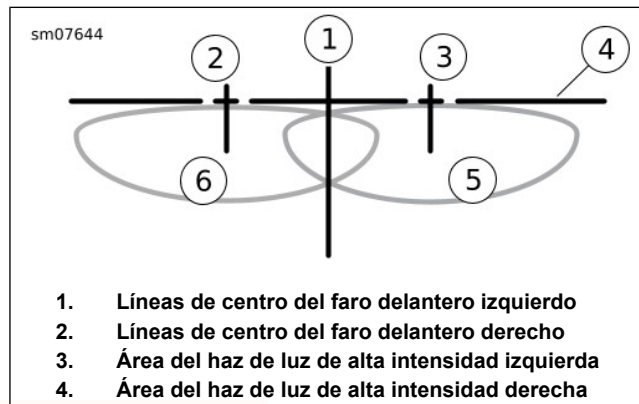 sm07644
1
2
3
4
6
5
1. Líneas de centro del faro delantero izquierdo
2. Líneas de centro del faro delantero derecho
3. Área del haz de luz de alta intensidad izquierda
4. Área del haz de luz de alta intensidad derecha